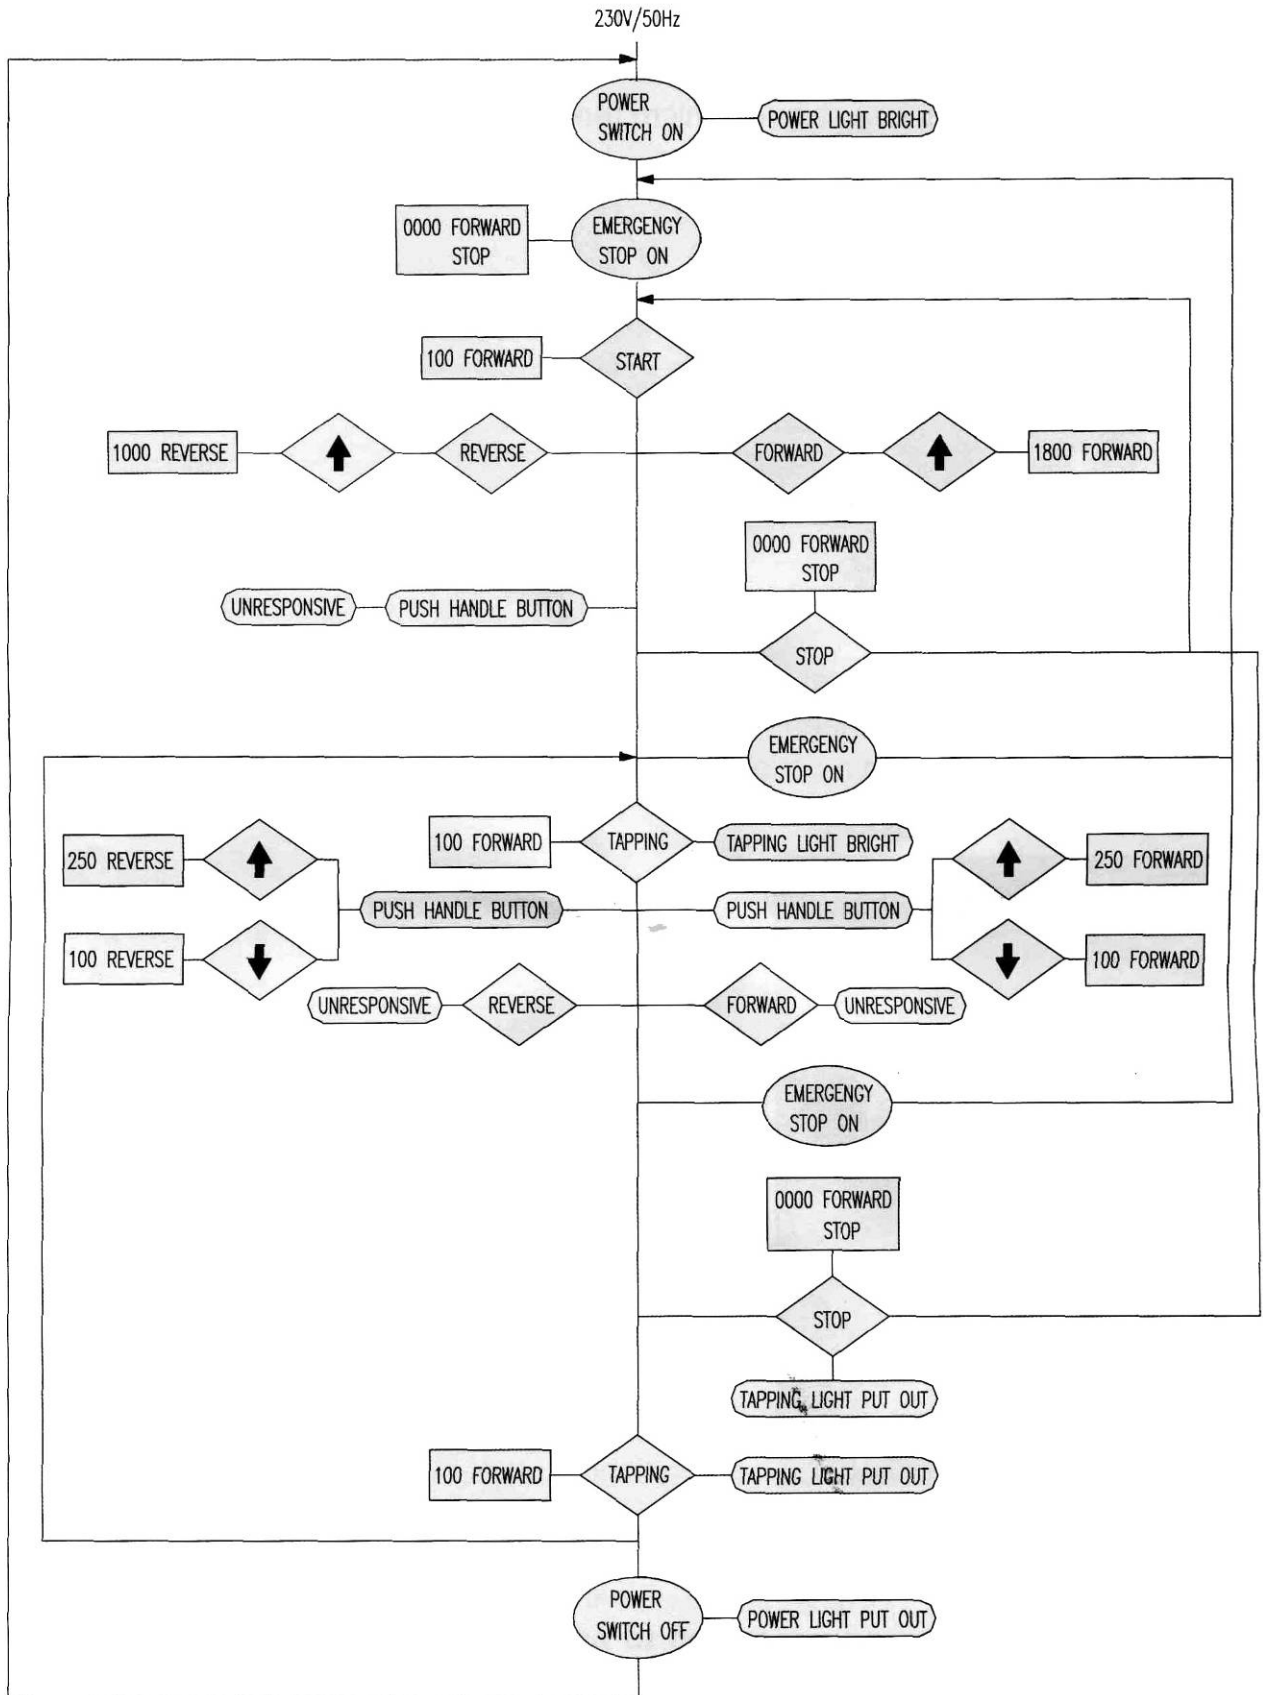 230V/50Hz
POWER
SWITCH ON
POWER LIGHT BRIGHT
0000 FORWARD
STOP
EMERGENCY
STOP ON
100 FORWARD
START
1000 REVERSE
REVERSE
FORWARD
1800 FORWARD
0000 FORWARD
STOP
UNRESPONSIVE
PUSH HANDLE BUTTON
STOP
EMERGENCY
STOP ON
100 FORWARD
TAPPING
TAPPING LIGHT BRIGHT
250 REVERSE
250 FORWARD
PUSH HANDLE BUTTON
PUSH HANDLE BUTTON
100 REVERSE
100 FORWARD
UNRESPONSIVE
REVERSE
FORWARD
UNRESPONSIVE
EMERGENGY
STOP ON
0000 FORWARD
STOP
STOP
TAPPING LIGHT PUT OUT
100 FORWARD
TAPPING
TAPPING LIGHT PUT OUT
POWER
SWITCH OFF
POWER LIGHT PUT OUT